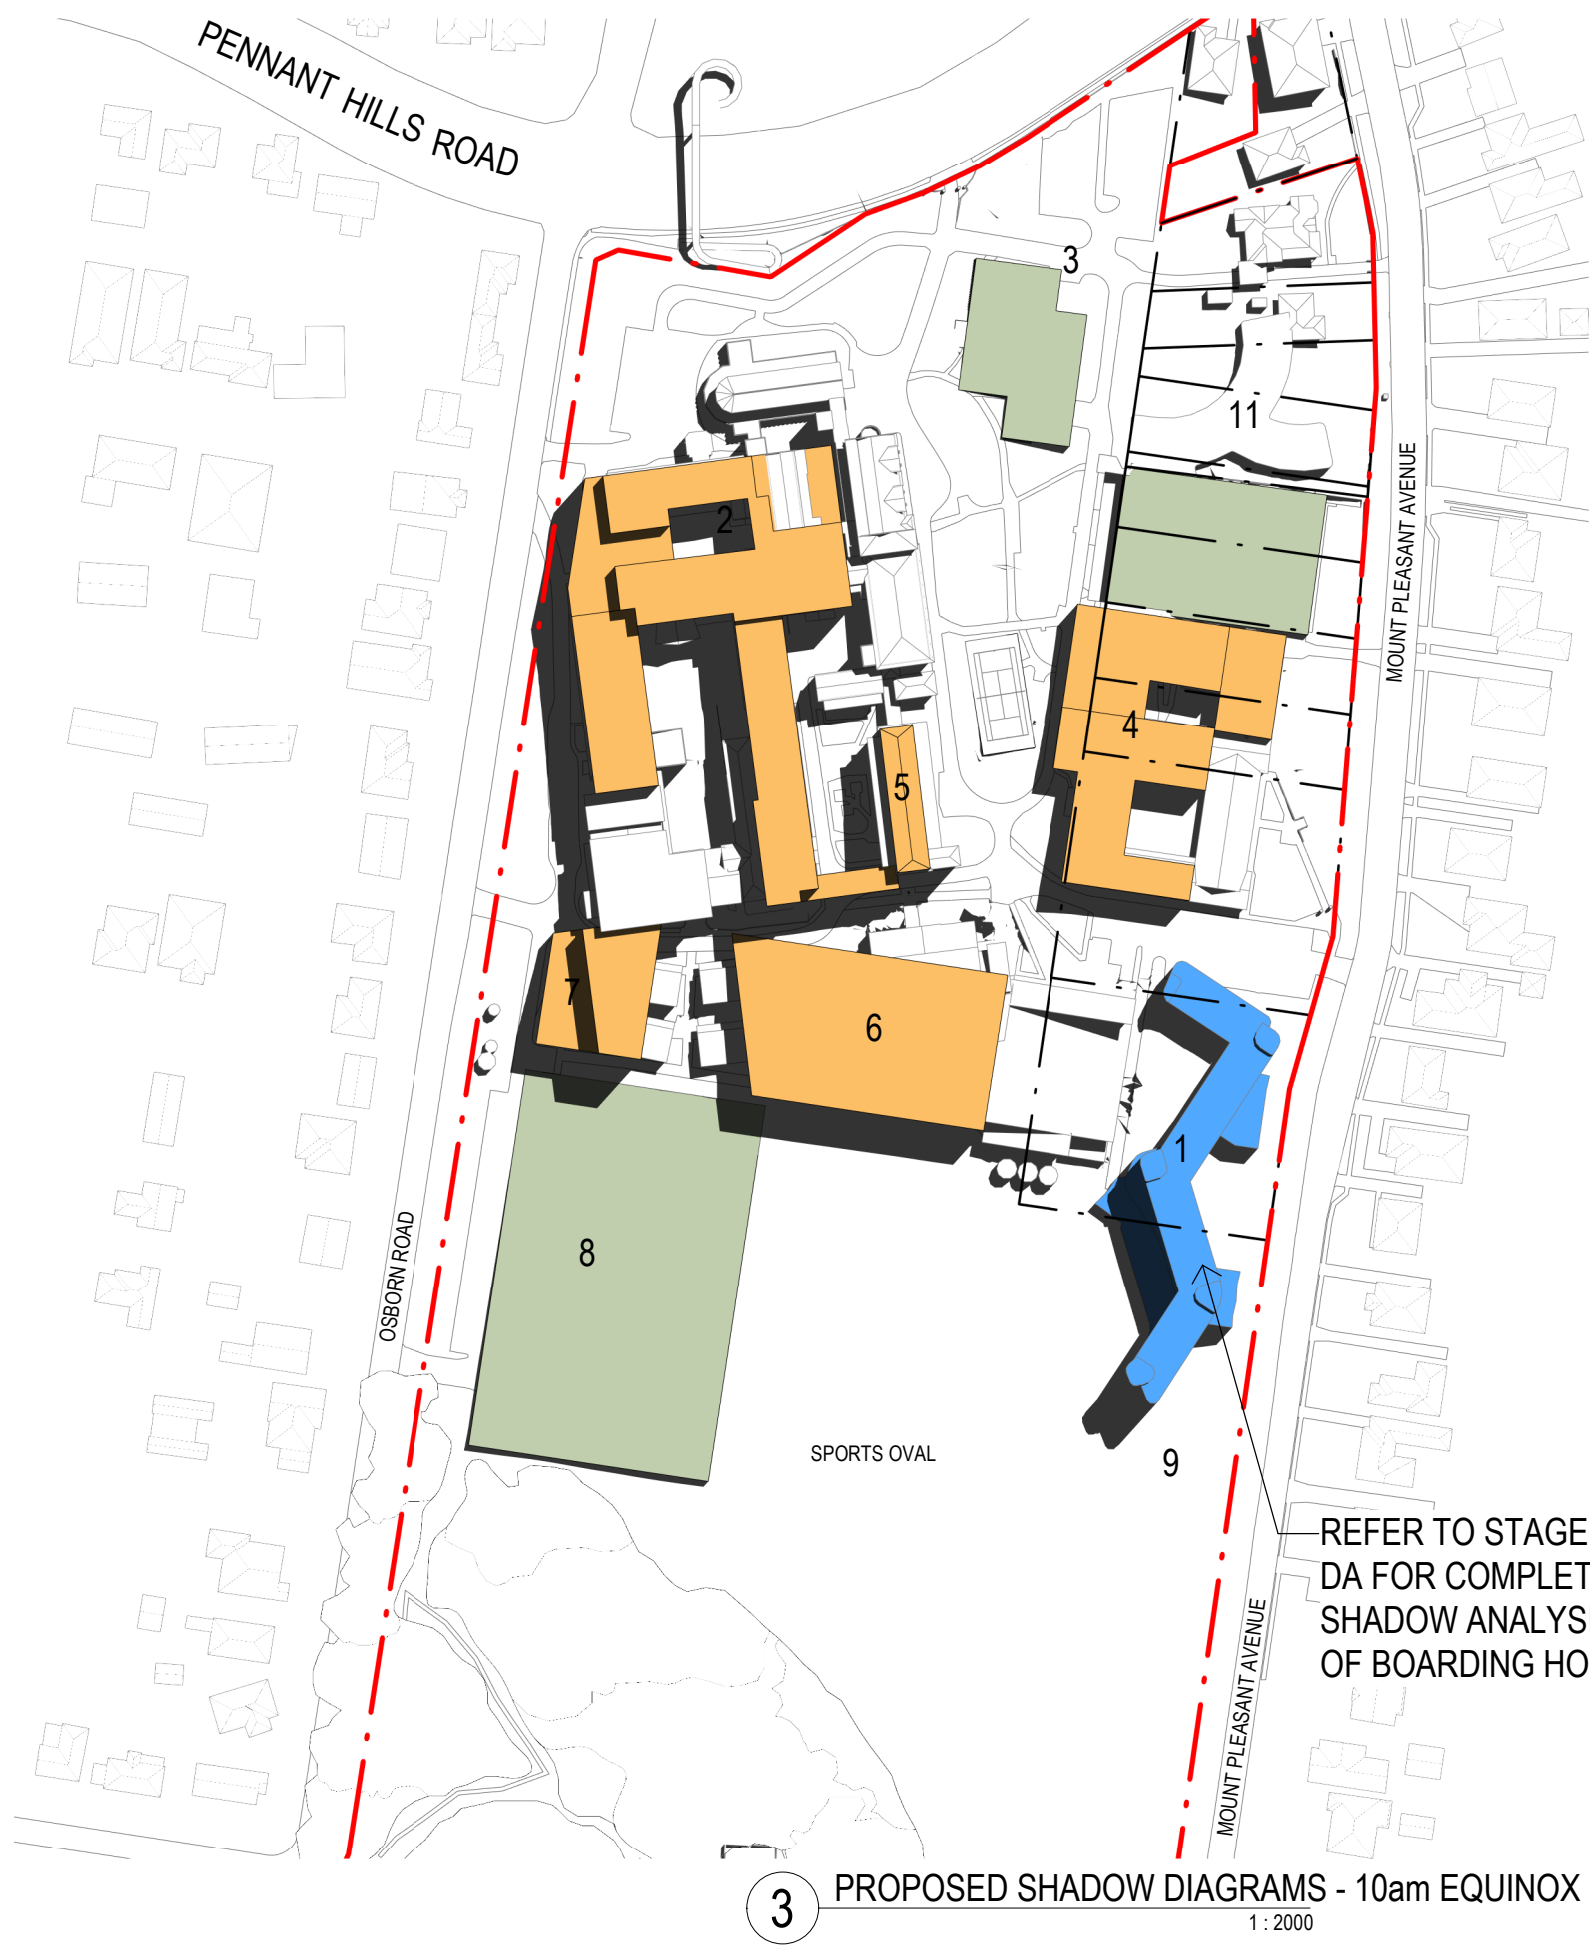 PENNANT HILLS ROAD
3
11
2
MOUNT PLEASANT AVENUE
4
5
7
6
1
8
OSBORN ROAD
SPORTS OVAL
9
REFER TO STAGE
DA FOR COMPLET
SHADOW ANALYS
OF BOARDING HO
MOUNT PLEASANT AVENUE
3 PROPOSED SHADOW DIAGRAMS - 10am EQUINOX
1 : 2000